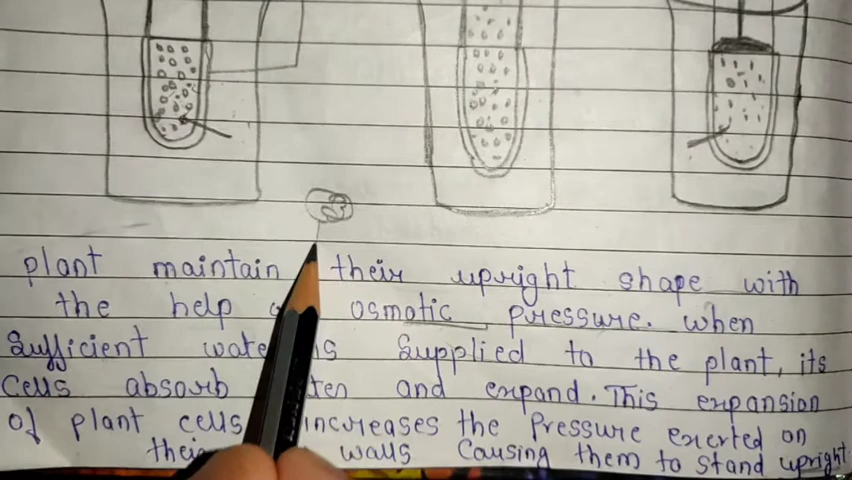 plant maintain their upright shape with
the help osmotic pressure. when
Sufficient is supplied to the plant, its
cells absorb and expand. This expansion
of plant cells increases the pressure exerted on
walls causing them to stand upright